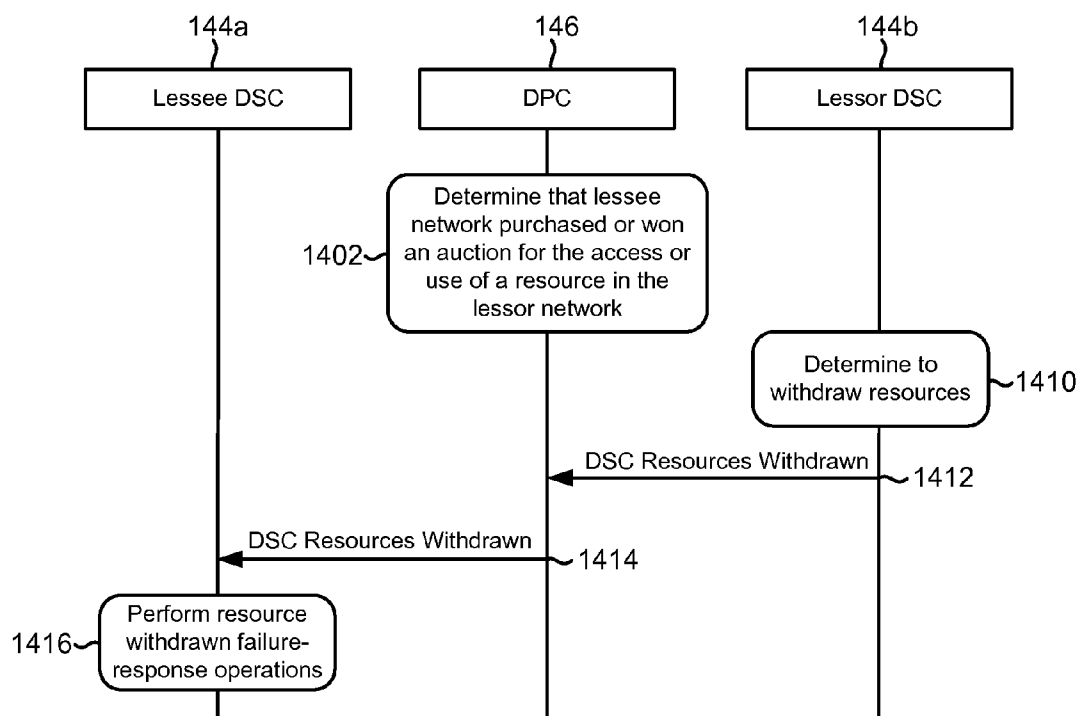 144a
146
144b
Lessee DSC
DPC
Lessor DSC
Determine that lessee
network purchased or won
an auction for the access or
use of a resource in the
lessor network
1402
Determine to
withdraw resources
1410
DSC Resources Withdrawn
1412
DSC Resources Withdrawn
1414
Perform resource
withdrawn failure-
response operations
1416